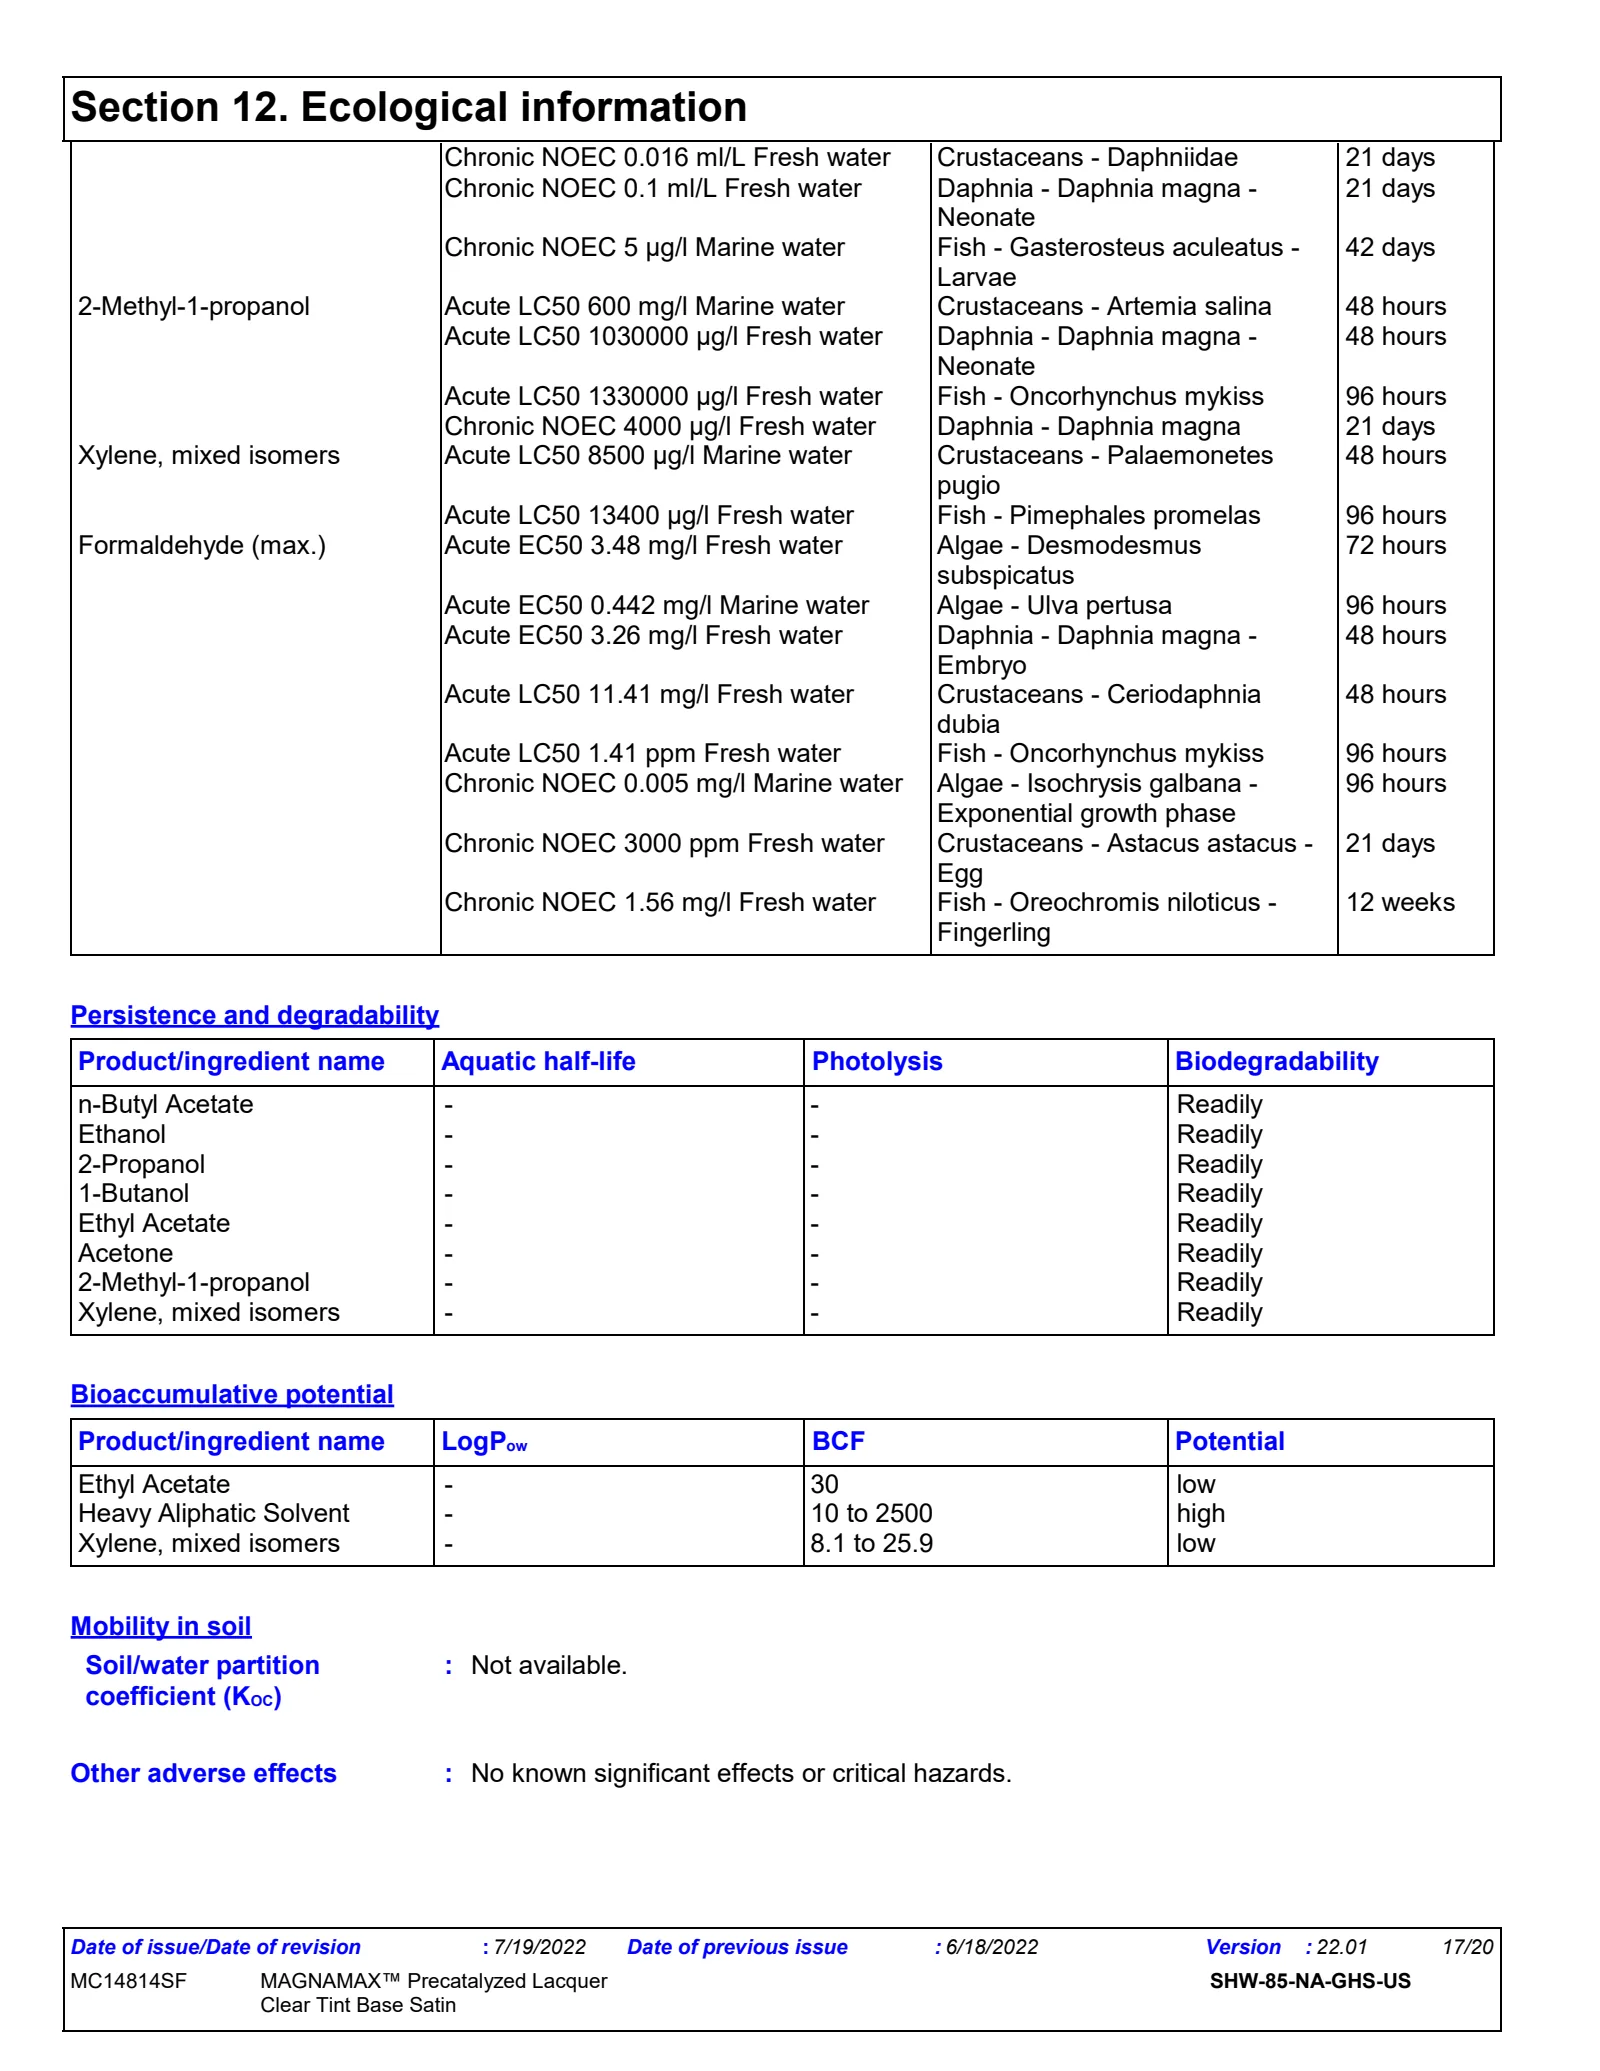 Section 12. Ecological information
Chronic NOEC 0.016 ml/L Fresh water Crustaceans - Daphniidae 21 days
Chronic NOEC 0.1 ml/L Fresh water Daphnia - Daphnia magna - 21 days
Neonate
Chronic NOEC 5 µg/l Marine water Fish - Gasterosteus aculeatus - 42 days
Larvae
2-Methyl-1-propanol Acute LC50 600 mg/l Marine water Crustaceans - Artemia salina 48 hours
Acute LC50 1030000 µg/l Fresh water Daphnia - Daphnia magna - 48 hours
Neonate
Acute LC50 1330000 µg/l Fresh water Fish - Oncorhynchus mykiss 96 hours
Chronic NOEC 4000 µg/l Fresh water Daphnia - Daphnia magna 21 days
Xylene, mixed isomers Acute LC50 8500 µg/l Marine water Crustaceans - Palaemonetes 48 hours
pugio
Acute LC50 13400 µg/l Fresh water Fish - Pimephales promelas 96 hours
Formaldehyde (max.) Acute EC50 3.48 mg/l Fresh water Algae - Desmodesmus 72 hours
subspicatus
Acute EC50 0.442 mg/l Marine water Algae - Ulva pertusa 96 hours
Acute EC50 3.26 mg/l Fresh water Daphnia - Daphnia magna - 48 hours
Embryo
Acute LC50 11.41 mg/l Fresh water Crustaceans - Ceriodaphnia 48 hours
dubia
Acute LC50 1.41 ppm Fresh water Fish - Oncorhynchus mykiss 96 hours
Chronic NOEC 0.005 mg/l Marine water Algae - Isochrysis galbana - 96 hours
Exponential growth phase
Chronic NOEC 3000 ppm Fresh water Crustaceans - Astacus astacus - 21 days
Egg
Chronic NOEC 1.56 mg/l Fresh water Fish - Oreochromis niloticus - 12 weeks
Fingerling
Persistence and degradability
Product/ingredient name Aquatic half-life Photolysis Biodegradability
n-Butyl Acetate - - Readily
Ethanol - - Readily
2-Propanol - - Readily
1-Butanol - - Readily
Ethyl Acetate - - Readily
Acetone - - Readily
2-Methyl-1-propanol - - Readily
Xylene, mixed isomers - - Readily
Bioaccumulative potential
Product/ingredient name LogPow BCF Potential
Ethyl Acetate - 30 low
Heavy Aliphatic Solvent - 10 to 2500 high
Xylene, mixed isomers - 8.1 to 25.9 low
Mobility in soil
Soil/water partition : Not available.
coefficient (KOC)
Other adverse effects : No known significant effects or critical hazards.
Date of issue/Date of revision : 7/19/2022 Date of previous issue : 6/18/2022 Version : 22.01 17/20
MC14814SF MAGNAMAX™ Precatalyzed Lacquer SHW-85-NA-GHS-US
Clear Tint Base Satin